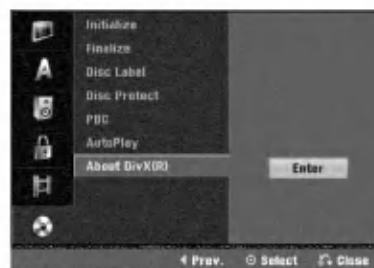 Initialize
Finalize
Disc Label
Disc Protect
PBC
AutoPlay
About DivX(R)
Enter
Prev. Select Close